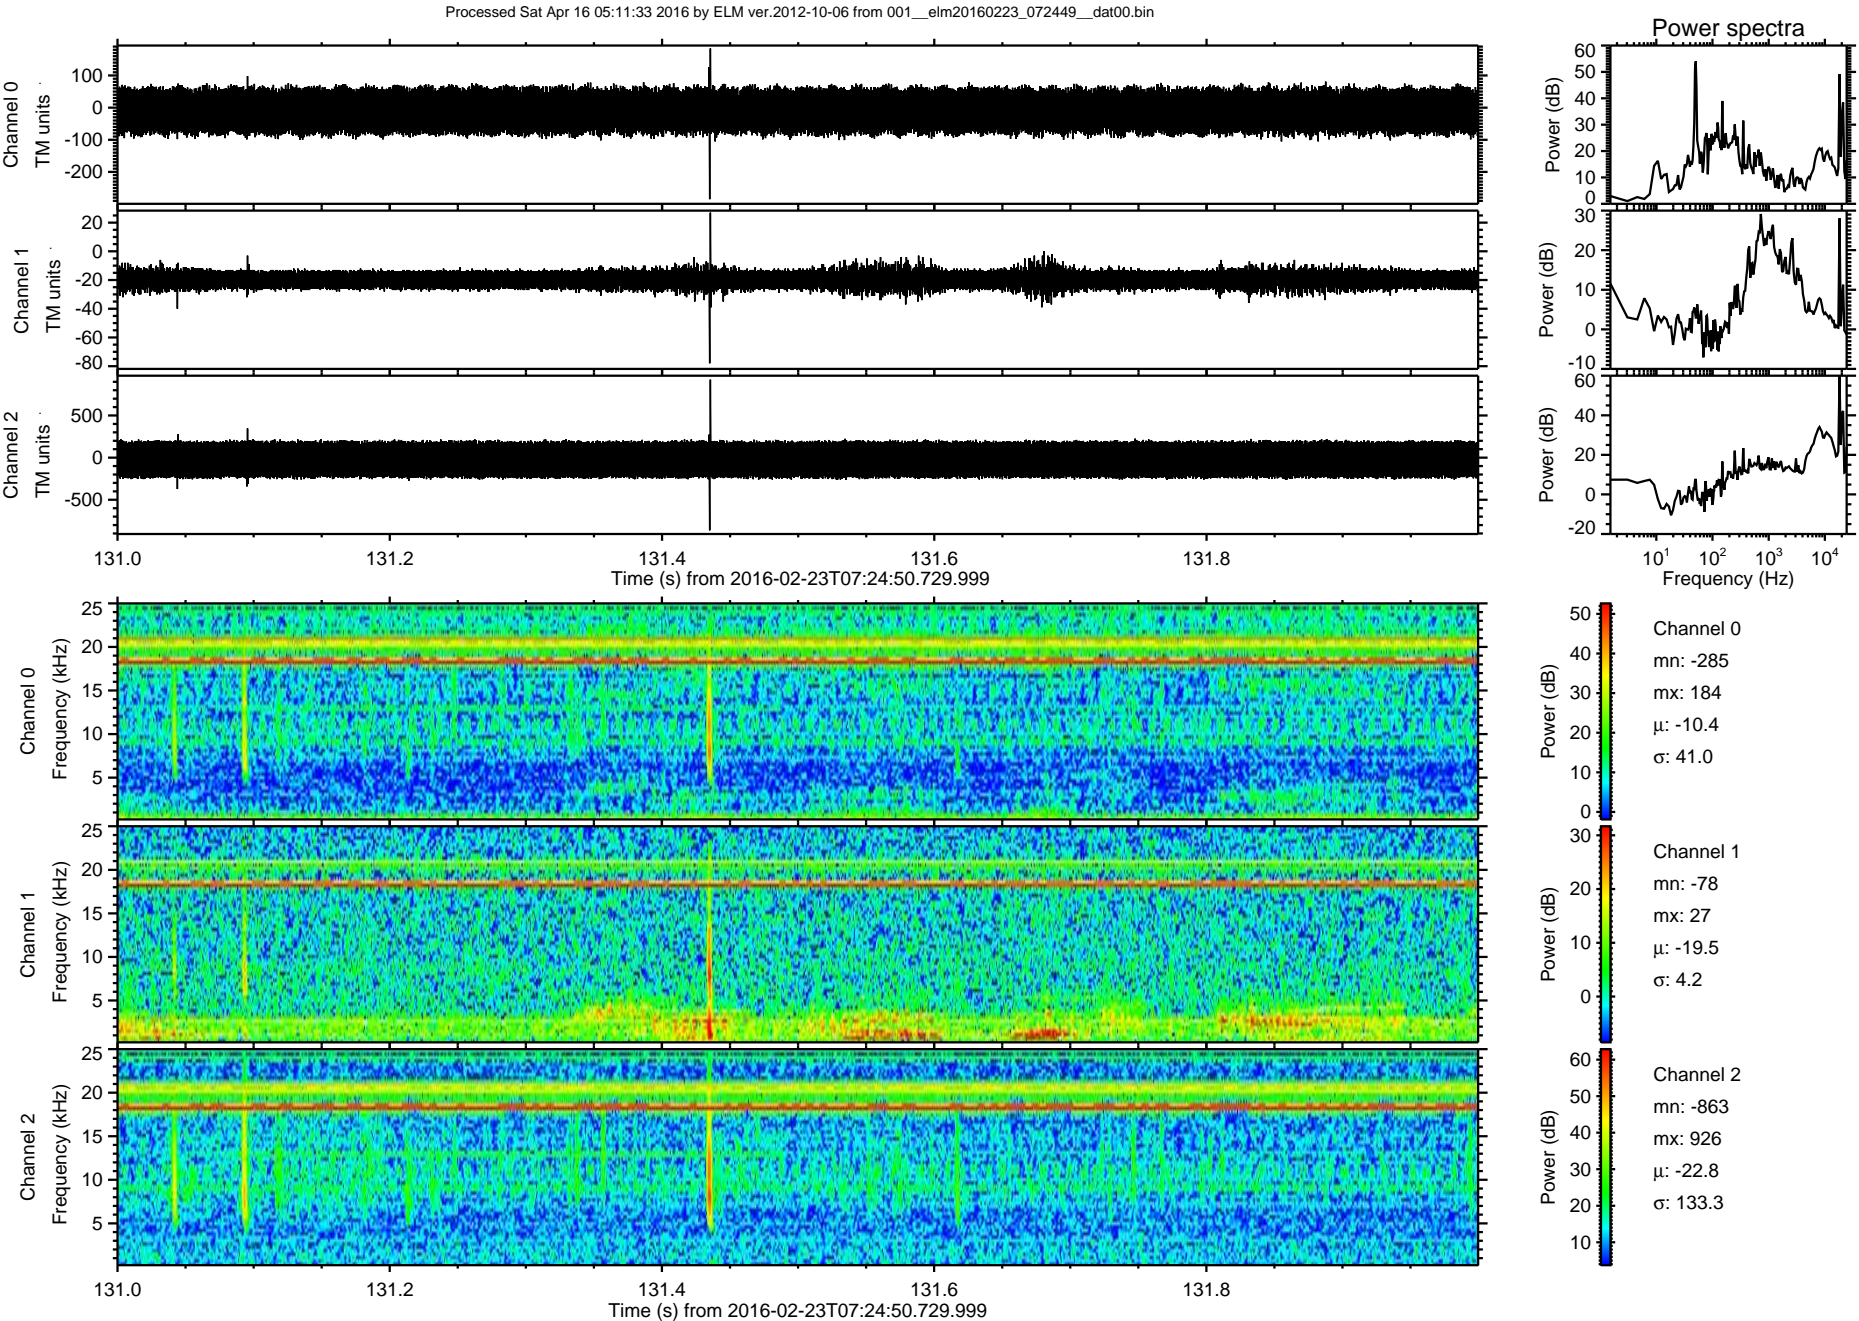 Processed Sat Apr 16 05:11:33 2016 by ELM ver.2012-10-06 from 001__elm20160223_072449__dat00.bin
Power spectra
Channel 0
TM units
100
0
-100
-200
Power (dB)
60
50
40
30
20
10
0
Channel 1
TM units
20
0
-20
-40
-60
-80
Power (dB)
30
20
10
0
-10
Channel 2
TM units
500
0
-500
Power (dB)
60
40
20
0
-20
131.0 131.2 131.4 131.6 131.8
Time (s) from 2016-02-23T07:24:50.729.999
10^1 10^2 10^3 10^4
Frequency (Hz)
Channel 0
Frequency (kHz)
25
20
15
10
5
Power (dB)
50
40
30
20
10
0
Channel 0
mn: -285
mx: 184
μ: -10.4
σ: 41.0
Channel 1
Frequency (kHz)
25
20
15
10
5
Power (dB)
30
20
10
0
Channel 1
mn: -78
mx: 27
μ: -19.5
σ: 4.2
Channel 2
Frequency (kHz)
25
20
15
10
5
Power (dB)
60
50
40
30
20
10
Channel 2
mn: -863
mx: 926
μ: -22.8
σ: 133.3
131.0 131.2 131.4 131.6 131.8
Time (s) from 2016-02-23T07:24:50.729.999